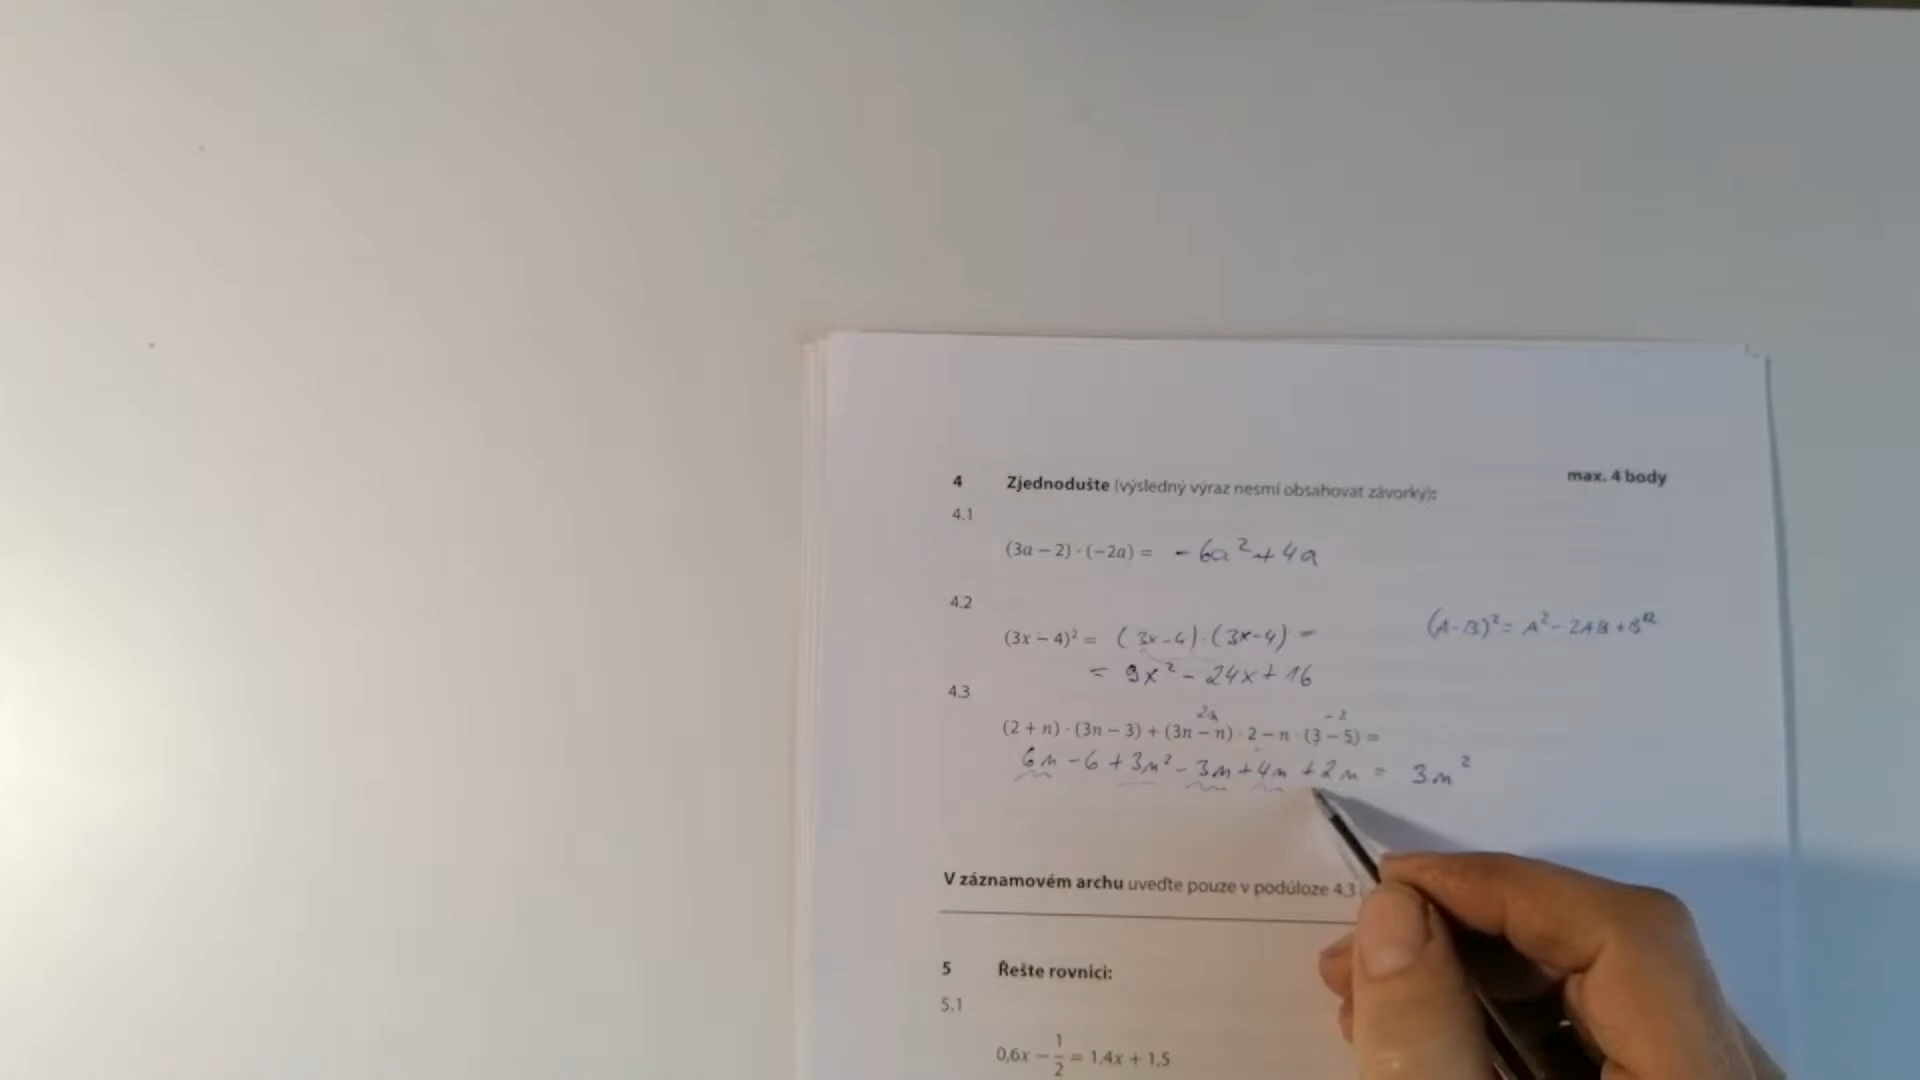 4 Zjednodušte (výsledný výraz nesmí obsahovat závorky): max. 4 body
4.1
(3a − 2) · (−2a) = - 6a² + 4a
4.2
(3x − 4)² = (3x-4)·(3x-4) = (A-B)² = A² - 2AB + B²
= 9x² - 24x + 16
4.3
2n -2
(2 + n) · (3n − 3) + (3n − n) · 2 − n · (3 − 5) =
6n - 6 + 3n² - 3n + 4n + 2n = 3n²
V záznamovém archu uveďte pouze v podúloze 4.3
5 Řešte rovnici:
5.1
0,6x − 1/2 = 1,4x + 1,5